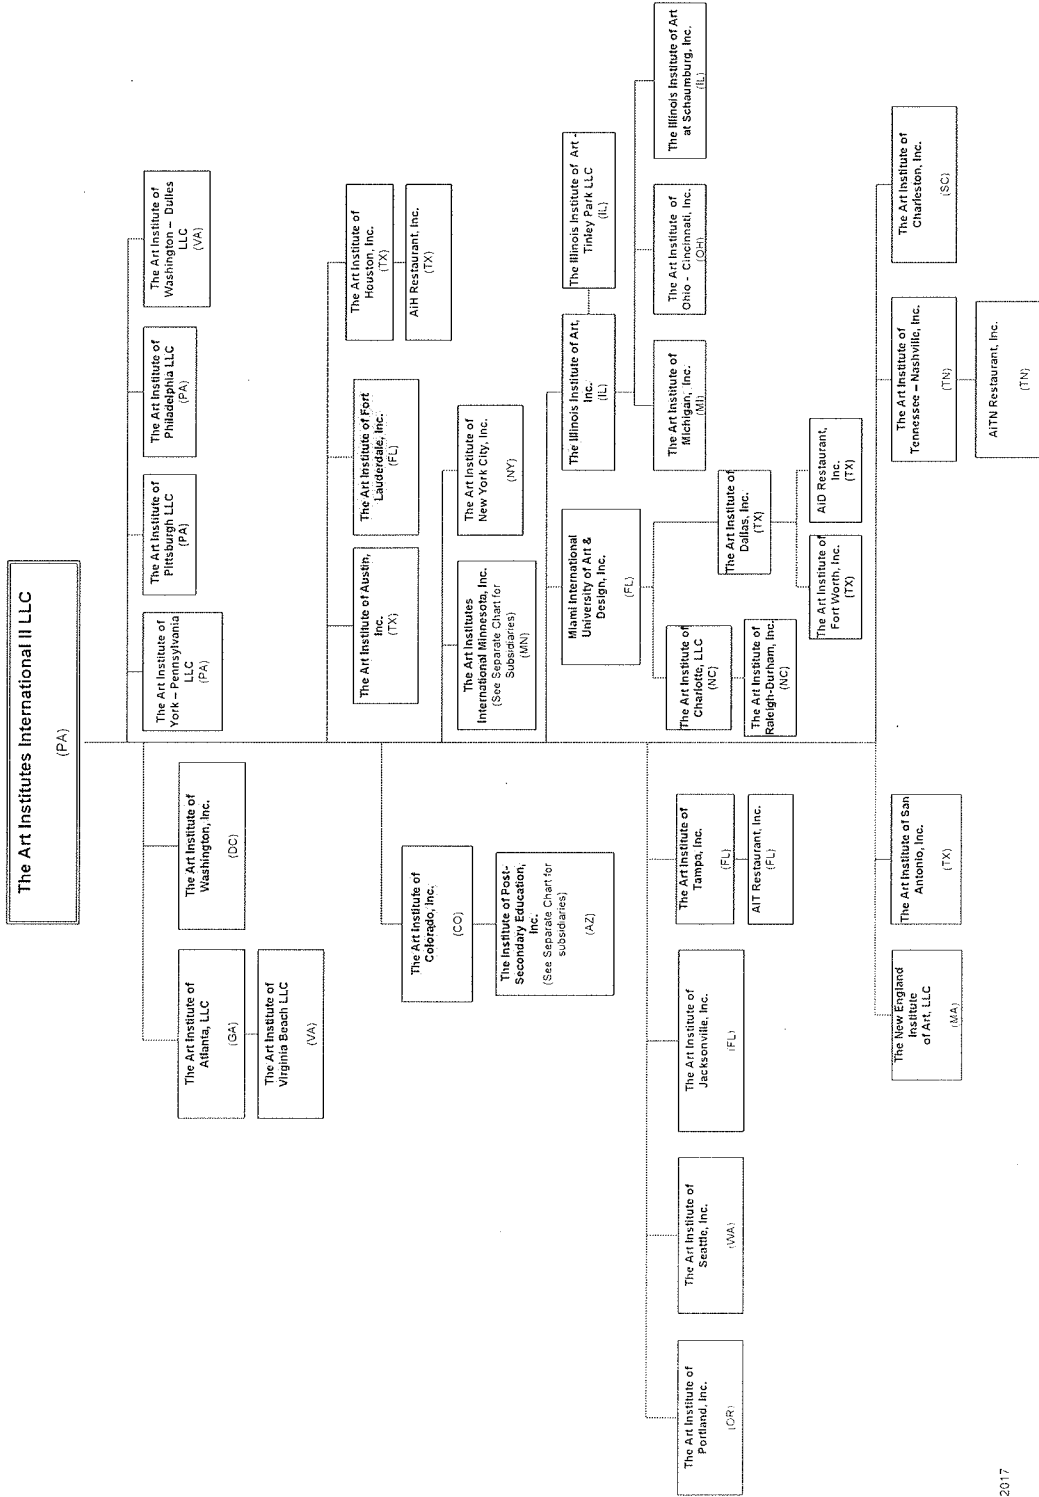 The Art Institutes International II LLC
(PA)
The Art Institute of
York – Pennsylvania
LLC
(PA)
The Art Institute of
Pittsburgh LLC
(PA)
The Art Institute of
Philadelphia LLC
(PA)
The Art Institute of
Washington – Dulles
LLC
(VA)
The Art Institute of
Atlanta, LLC
(GA)
The Art Institute of
Virginia Beach LLC
(VA)
The Art Institute of
Washington, Inc.
(DC)
The Art Institute of Austin,
Inc.
(TX)
The Art Institute of Fort
Lauderdale, Inc.
(FL)
The Art Institute of
Houston, Inc.
(TX)
AiH Restaurant, Inc.
(TX)
The Art Institute of
Colorado, Inc.
(CO)
The Institute of Post-
Secondary Education,
Inc.
(See Separate Chart for
subsidiaries)
(AZ)
The Art Institutes
International Minnesota, Inc.
(See Separate Chart for
Subsidiaries)
(MN)
The Art Institute of
New York City, Inc.
(NY)
Miami International
University of Art &
Design, Inc.
(FL)
The Illinois Institute of Art,
Inc.
(IL)
The Illinois Institute of Art -
Tinley Park LLC
(IL)
The Art Institute of
Michigan, Inc.
(MI)
The Art Institute of
Ohio - Cincinnati, Inc.
(OH)
The Illinois Institute of Art
at Schaumburg, Inc.
(IL)
The Art Institute of
Charlotte, LLC
(NC)
The Art Institute of
Raleigh-Durham, Inc.
(NC)
The Art Institute of
Dallas, Inc.
(TX)
The Art Institute of
Fort Worth, Inc.
(TX)
AiD Restaurant,
Inc.
(TX)
The Art Institute of
Portland, Inc.
(OR)
The Art Institute of
Seattle, Inc.
(WA)
The Art Institute of
Jacksonville, Inc.
(FL)
The Art Institute of
Tampa, Inc.
(FL)
AIT Restaurant, Inc.
(FL)
The New England
Institute
of Art, LLC
(MA)
The Art Institute of San
Antonio, Inc.
(TX)
The Art Institute of
Tennessee – Nashville, Inc.
(TN)
AITN Restaurant, Inc.
(TN)
The Art Institute of
Charleston, Inc.
(SC)
2017